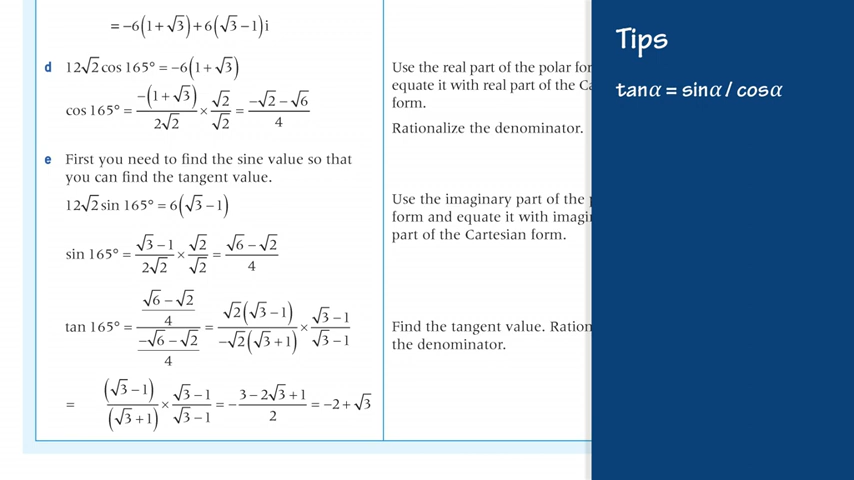 = −6(1+√3)+6(√3−1)i
d 12√2 cos 165° = −6(1+√3)
cos 165° = −(1+√3)/2√2 × √2/√2 = (−√2−√6)/4
Use the real part of the polar for
equate it with real part of the Ca
form.
Rationalize the denominator.
e First you need to find the sine value so that
you can find the tangent value.
12√2 sin 165° = 6(√3−1)
sin 165° = (√3−1)/2√2 × √2/√2 = (√6−√2)/4
Use the imaginary part of the
form and equate it with imagi
part of the Cartesian form.
tan 165° = ((√6−√2)/4)/((−√6−√2)/4) = √2(√3−1)/−√2(√3+1) × (√3−1)/(√3−1)
Find the tangent value. Ration
the denominator.
= (√3−1)/(√3+1) × (√3−1)/(√3−1) = −(3−2√3+1)/2 = −2+√3
Tips
tanα = sinα / cosα